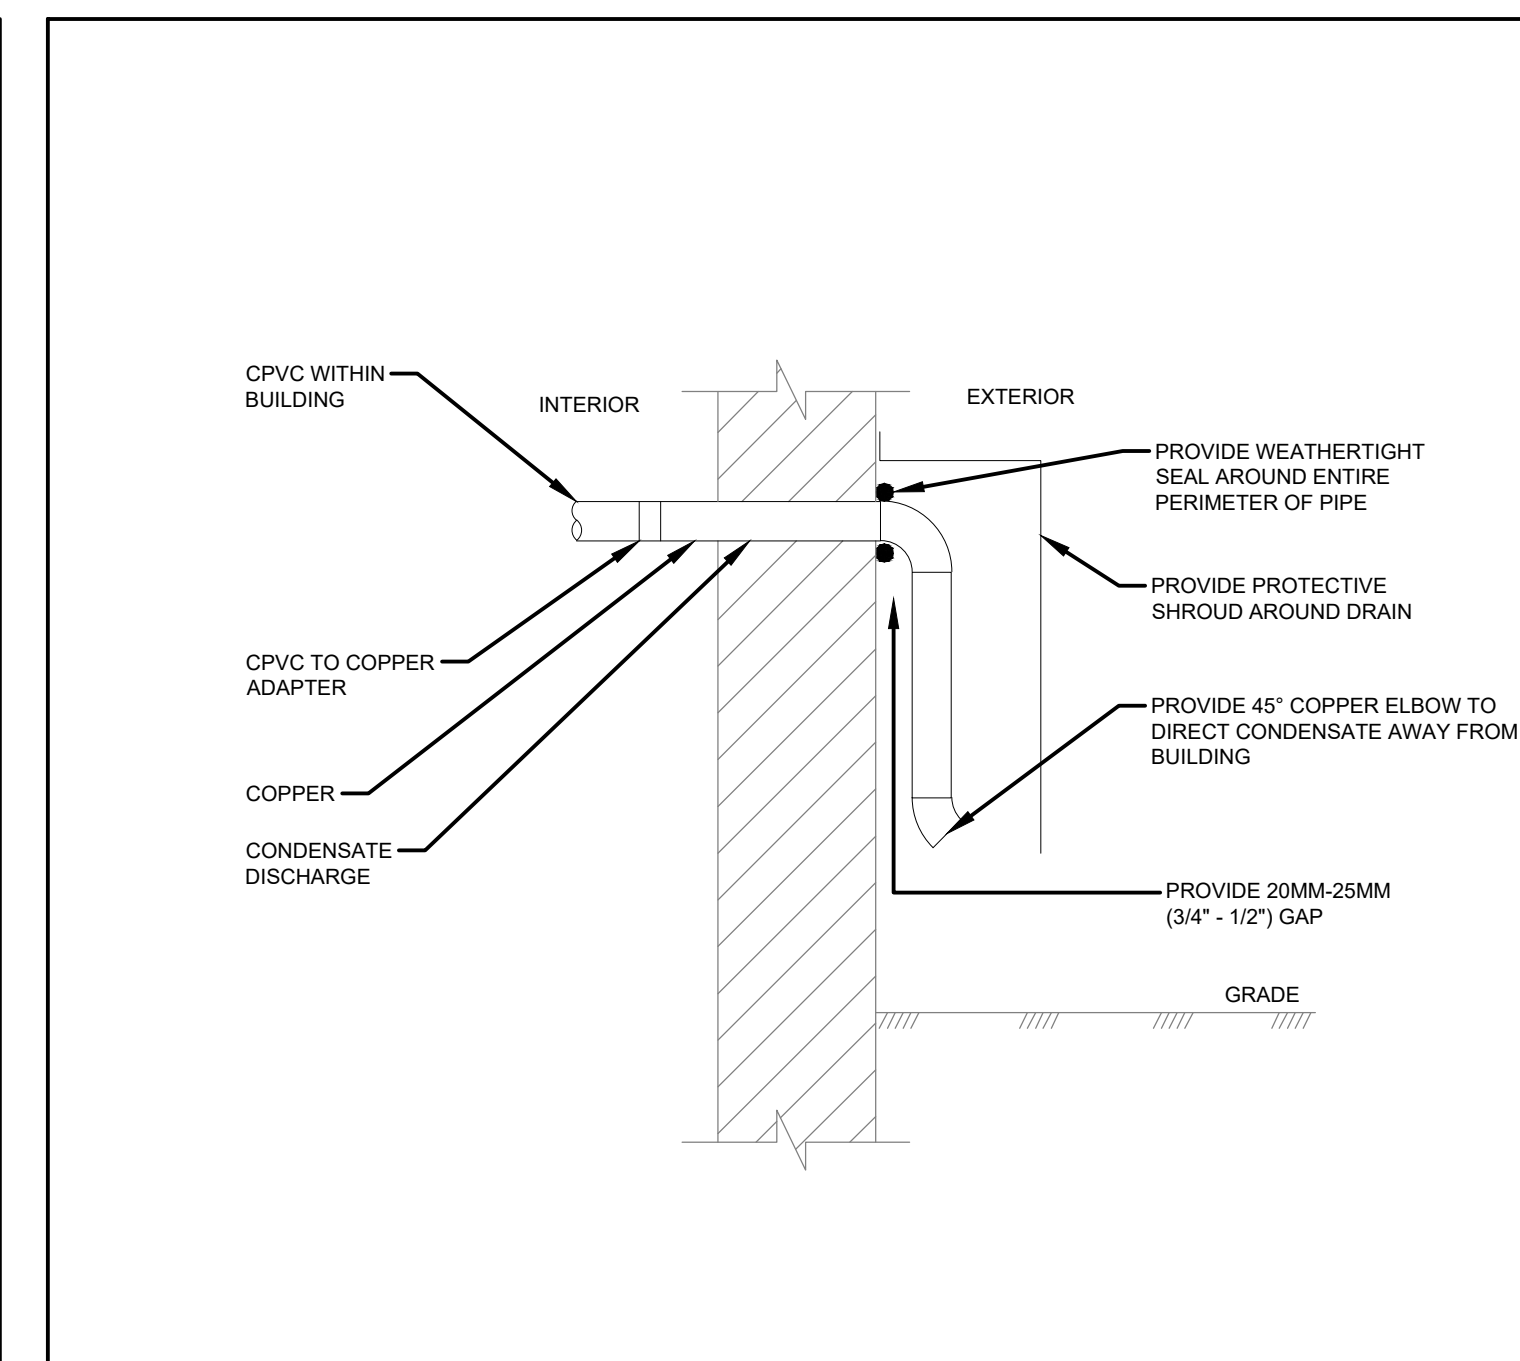 CPVC WITHIN
BUILDING
INTERIOR
EXTERIOR
PROVIDE WEATHERTIGHT
SEAL AROUND ENTIRE
PERIMETER OF PIPE
PROVIDE PROTECTIVE
SHROUD AROUND DRAIN
CPVC TO COPPER
ADAPTER
PROVIDE 45° COPPER ELBOW TO
DIRECT CONDENSATE AWAY FROM
BUILDING
COPPER
CONDENSATE
DISCHARGE
PROVIDE 20MM-25MM
(3/4" - 1/2") GAP
GRADE